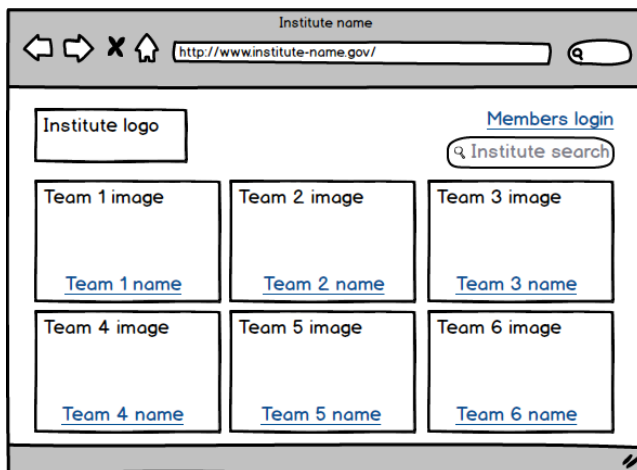 Institute name
http://www.institute-name.gov/
Institute logo
Members login
Institute search
Team 1 image
Team 1 name
Team 2 image
Team 2 name
Team 3 image
Team 3 name
Team 4 image
Team 4 name
Team 5 image
Team 5 name
Team 6 image
Team 6 name